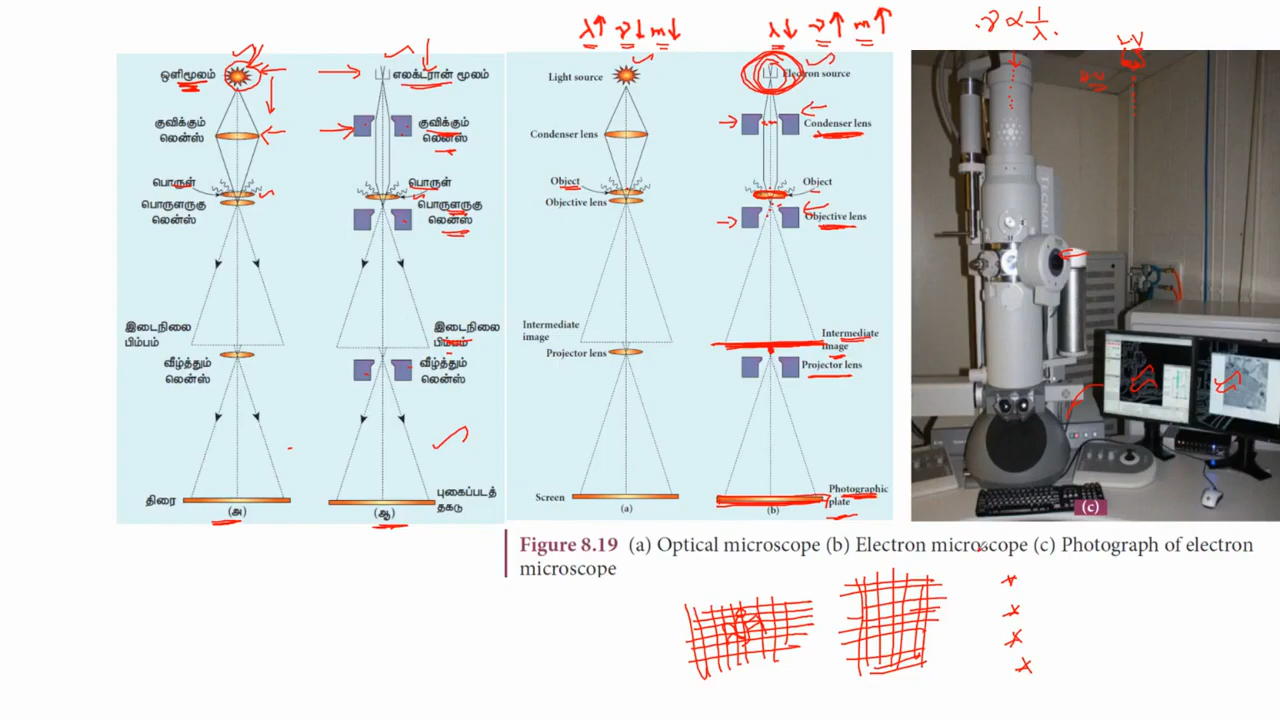 ஒளிமூலம்
குவிக்கும்
லென்ஸ்
பொருள்
பொருளருகு
லென்ஸ்
இடைநிலை
பிம்பம்
வீழ்த்தும்
லென்ஸ்
திரை
(அ)
எலக்ட்ரான் மூலம்
குவிக்கும்
லென்ஸ்
பொருள்
பொருளருகு
லென்ஸ்
இடைநிலை
பிம்பம்
வீழ்த்தும்
லென்ஸ்
புகைப்படத்
தகடு
(ஆ)
λ↑ ν↓ m↓
Light source
Condenser lens
Object
Objective lens
Intermediate
image
Projector lens
Screen
(a)
λ↓ ν↑ m↑
Electron source
Condenser lens
Object
Objective lens
Intermediate
image
Projector lens
Photographic
plate
(b)
ν ∝ 1/λ.
TECNAI
(c)
Figure 8.19 (a) Optical microscope (b) Electron microscope (c) Photograph of electron
microscope